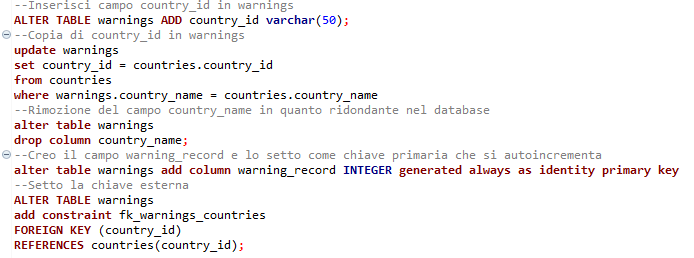 --Inserisci campo country_id in warnings
ALTER TABLE warnings ADD country_id varchar(50);
--Copia di country_id in warnings
update warnings
set country_id = countries.country_id
from countries
where warnings.country_name = countries.country_name
--Rimozione del campo country_name in quanto ridondante nel database
alter table warnings
drop column country_name;
--Creo il campo warning_record e lo setto come chiave primaria che si autoincrementa
alter table warnings add column warning_record INTEGER generated always as identity primary key
--Setto la chiave esterna
ALTER TABLE warnings
add constraint fk_warnings_countries
FOREIGN KEY (country_id)
REFERENCES countries(country_id);